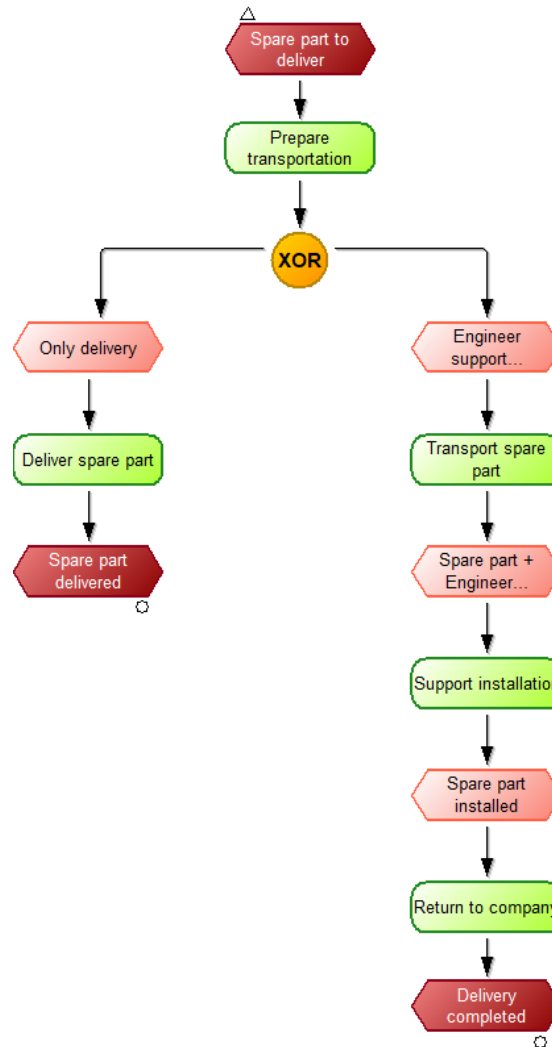 Spare part to
deliver
Prepare
transportation
XOR
Only delivery
Engineer
support...
Deliver spare part
Transport spare
part
Spare part
delivered
Spare part +
Engineer...
Support installation
Spare part
installed
Return to company
Delivery
completed